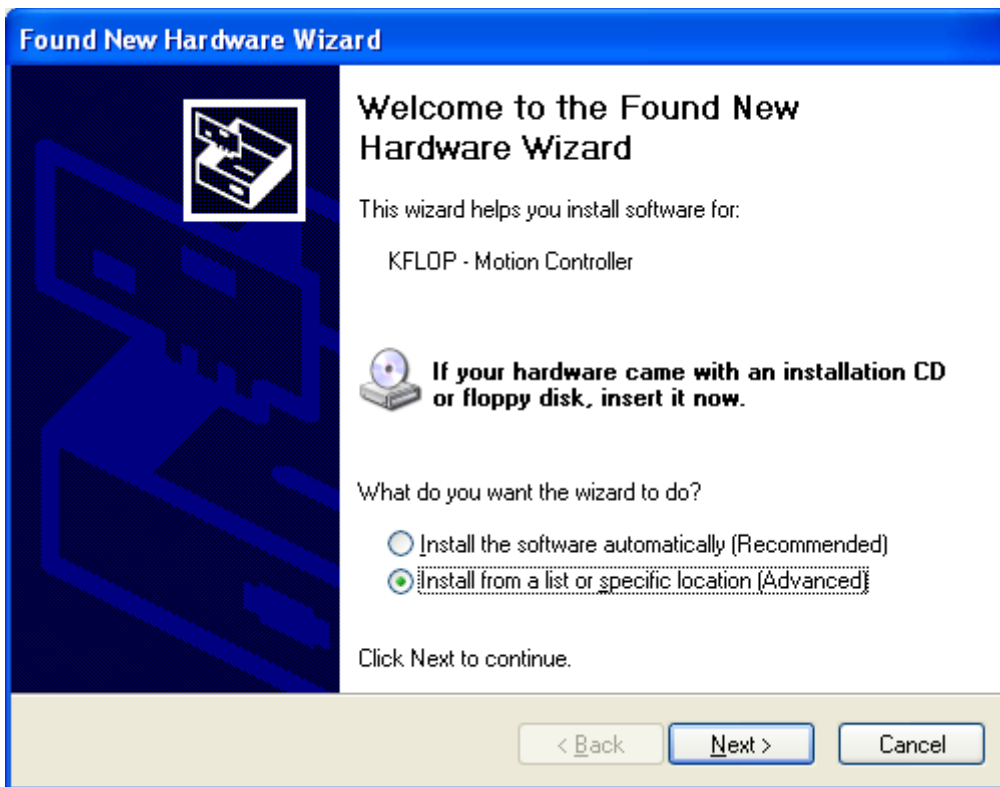 Found New Hardware Wizard
Welcome to the Found New
Hardware Wizard
This wizard helps you install software for:
KFLOP - Motion Controller
If your hardware came with an installation CD
or floppy disk, insert it now.
What do you want the wizard to do?
Install the software automatically (Recommended)
Install from a list or specific location (Advanced)
Click Next to continue.
< Back Next > Cancel